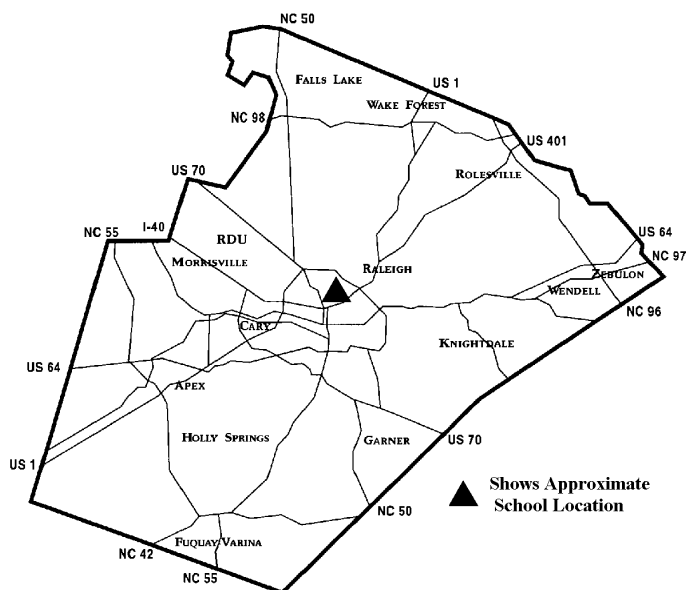 NC 50
FALLS LAKE
US 1
WAKE FOREST
NC 98
US 401
US 70
ROLESVILLE
NC 55
I-40
RDU
US 64
NC 97
MORRISVILLE
RALEIGH
ZEBULON
WENDELL
NC 96
CARY
KNIGHTDALE
US 64
APEX
HOLLY SPRINGS
GARNER
US 70
US 1
Shows Approximate
School Location
NC 50
FUQUAY-VARINA
NC 42
NC 55